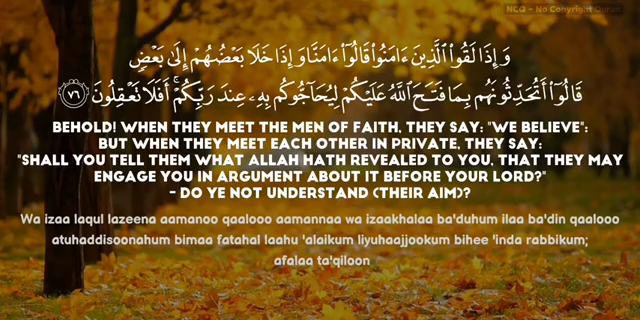 NCQ - No Copyright Quran
وَإِذَا لَقُوا۟ ٱلَّذِينَ ءَامَنُوا۟ قَالُوٓا۟ ءَامَنَّا وَإِذَا خَلَا بَعْضُهُمْ إِلَىٰ بَعْضٍ
قَالُوٓا۟ أَتُحَدِّثُونَهُم بِمَا فَتَحَ ٱللَّهُ عَلَيْكُمْ لِيُحَآجُّوكُم بِهِۦ عِندَ رَبِّكُمْ ۚ أَفَلَا تَعْقِلُونَ ٧٦
BEHOLD! WHEN THEY MEET THE MEN OF FAITH, THEY SAY: "WE BELIEVE":
BUT WHEN THEY MEET EACH OTHER IN PRIVATE, THEY SAY:
"SHALL YOU TELL THEM WHAT ALLAH HATH REVEALED TO YOU, THAT THEY MAY
ENGAGE YOU IN ARGUMENT ABOUT IT BEFORE YOUR LORD?"
- DO YE NOT UNDERSTAND (THEIR AIM)?
Wa izaa laqul lazeena aamanoo qaalooo aamannaa wa izaakhalaa ba'duhum ilaa ba'din qaalooo
atuhaddisoonahum bimaa fatahal laahu 'alaikum liyuhaajjookum bihee 'inda rabbikum;
afalaa ta'qiloon